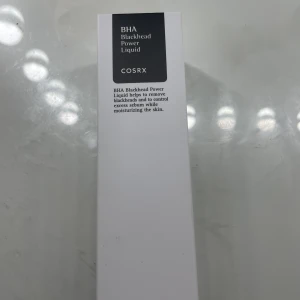 BHA
Blackhead
Power
Liquid
COSRX
BHA Blackhead Power
Liquid helps to remove
blackheads and to control
excess sebum while
moisturizing the skin.